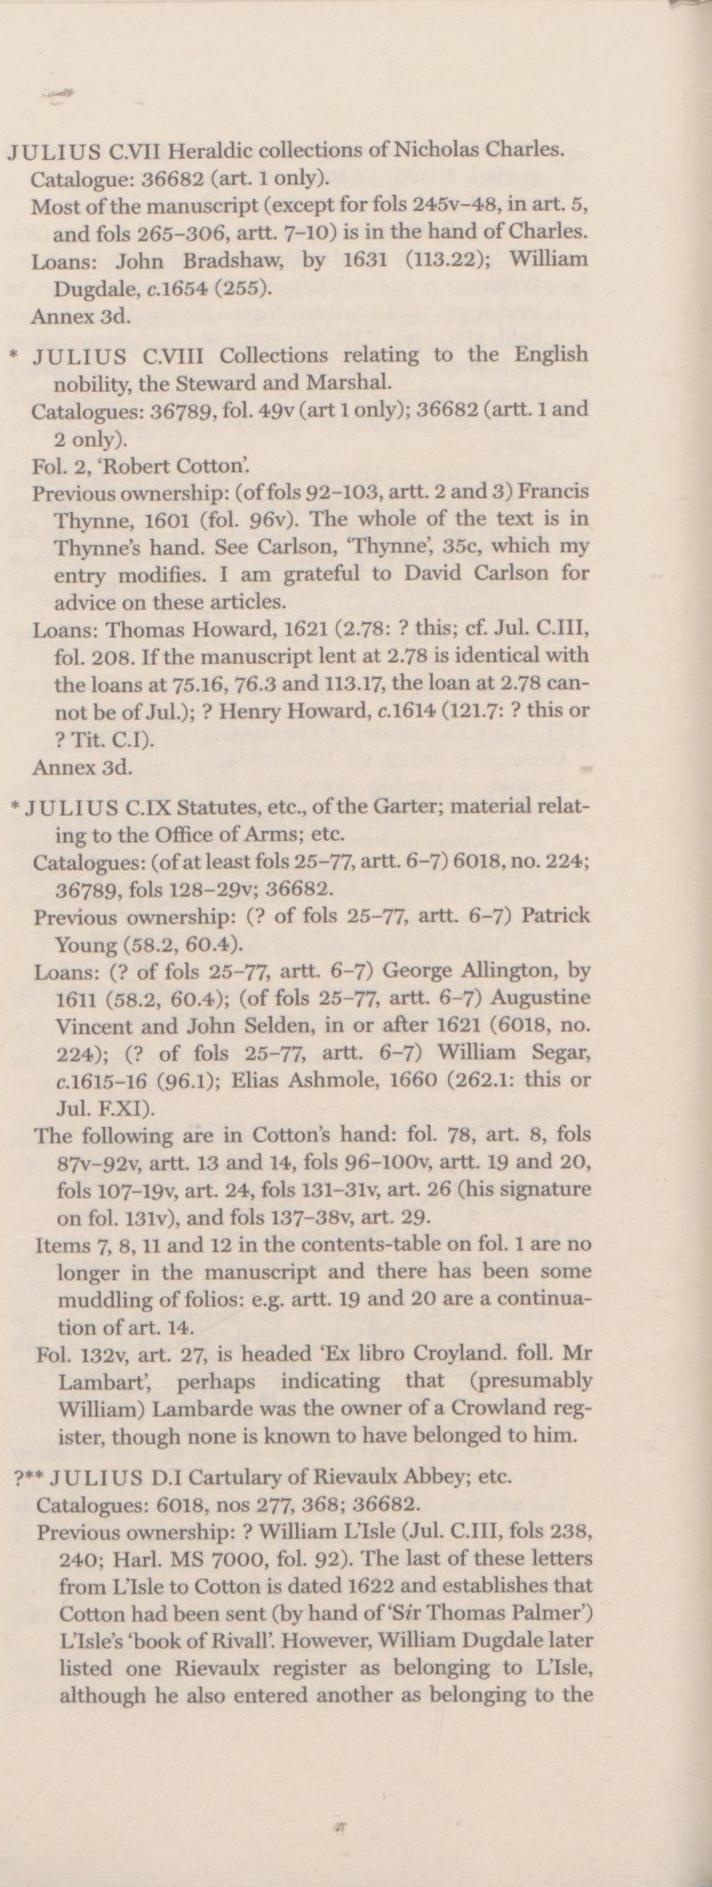 JULIUS C.VII Heraldic collections of Nicholas Charles.
Catalogue: 36682 (art. 1 only).
Most of the manuscript (except for fols 245v–48, in art. 5,
and fols 265–306, artt. 7–10) is in the hand of Charles.
Loans: John Bradshaw, by 1631 (113.22); William
Dugdale, c.1654 (255).
Annex 3d.
* JULIUS C.VIII Collections relating to the English
nobility, the Steward and Marshal.
Catalogues: 36789, fol. 49v (art 1 only); 36682 (artt. 1 and
2 only).
Fol. 2, ‘Robert Cotton’.
Previous ownership: (of fols 92–103, artt. 2 and 3) Francis
Thynne, 1601 (fol. 96v). The whole of the text is in
Thynne’s hand. See Carlson, ‘Thynne’, 35c, which my
entry modifies. I am grateful to David Carlson for
advice on these articles.
Loans: Thomas Howard, 1621 (2.78: ? this; cf. Jul. C.III,
fol. 208. If the manuscript lent at 2.78 is identical with
the loans at 75.16, 76.3 and 113.17, the loan at 2.78 can-
not be of Jul.); ? Henry Howard, c.1614 (121.7: ? this or
? Tit. C.I).
Annex 3d.
* JULIUS C.IX Statutes, etc., of the Garter; material relat-
ing to the Office of Arms; etc.
Catalogues: (of at least fols 25–77, artt. 6–7) 6018, no. 224;
36789, fols 128–29v; 36682.
Previous ownership: (? of fols 25–77, artt. 6–7) Patrick
Young (58.2, 60.4).
Loans: (? of fols 25–77, artt. 6–7) George Allington, by
1611 (58.2, 60.4); (of fols 25–77, artt. 6–7) Augustine
Vincent and John Selden, in or after 1621 (6018, no.
224); (? of fols 25–77, artt. 6–7) William Segar,
c.1615–16 (96.1); Elias Ashmole, 1660 (262.1: this or
Jul. F.XI).
The following are in Cotton’s hand: fol. 78, art. 8, fols
87v–92v, artt. 13 and 14, fols 96–100v, artt. 19 and 20,
fols 107–19v, art. 24, fols 131–31v, art. 26 (his signature
on fol. 131v), and fols 137–38v, art. 29.
Items 7, 8, 11 and 12 in the contents-table on fol. 1 are no
longer in the manuscript and there has been some
muddling of folios: e.g. artt. 19 and 20 are a continua-
tion of art. 14.
Fol. 132v, art. 27, is headed ‘Ex libro Croyland. foll. Mr
Lambart’, perhaps indicating that (presumably
William) Lambarde was the owner of a Crowland reg-
ister, though none is known to have belonged to him.
?** JULIUS D.I Cartulary of Rievaulx Abbey; etc.
Catalogues: 6018, nos 277, 368; 36682.
Previous ownership: ? William L’Isle (Jul. C.III, fols 238,
240; Harl. MS 7000, fol. 92). The last of these letters
from L’Isle to Cotton is dated 1622 and establishes that
Cotton had been sent (by hand of ‘Sir Thomas Palmer’)
L’Isle’s ‘book of Rivall’. However, William Dugdale later
listed one Rievaulx register as belonging to L’Isle,
although he also entered another as belonging to the